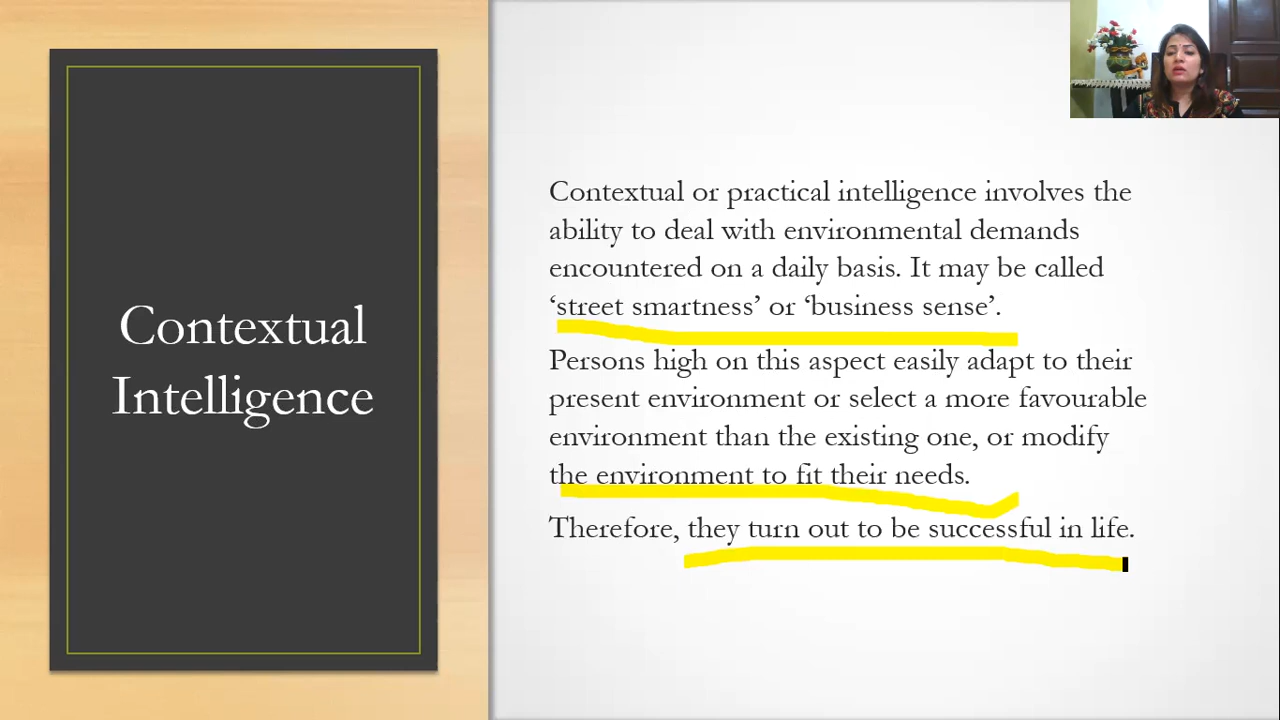 Contextual
Intelligence
Contextual or practical intelligence involves the
ability to deal with environmental demands
encountered on a daily basis. It may be called
‘street smartness’ or ‘business sense’.
Persons high on this aspect easily adapt to their
present environment or select a more favourable
environment than the existing one, or modify
the environment to fit their needs.
Therefore, they turn out to be successful in life.